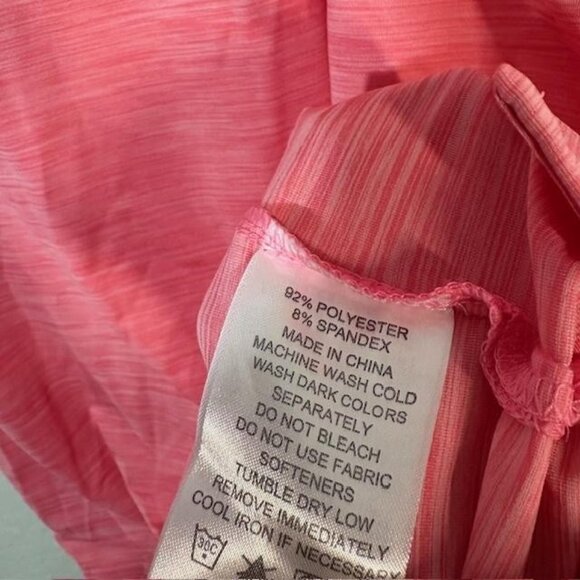 92% POLYESTER
8% SPANDEX
MADE IN CHINA
MACHINE WASH COLD
WASH DARK COLORS
SEPARATELY
DO NOT BLEACH
DO NOT USE FABRIC
SOFTENERS
TUMBLE DRY LOW
REMOVE IMMEDIATELY
COOL IRON IF NECESSARY
30C